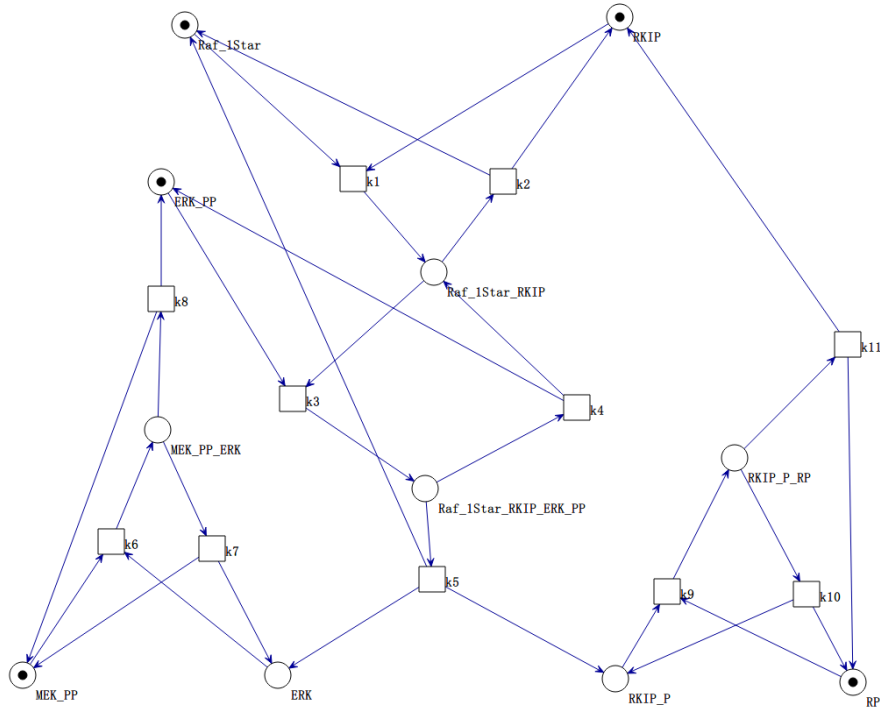 Raf_1Star
RKIP
k1
k2
ERK_PP
Raf_1Star_RKIP
k8
k11
k3
k4
MEK_PP_ERK
RKIP_P_RP
Raf_1Star_RKIP_ERK_PP
k6
k7
k5
k9
k10
MEK_PP
ERK
RKIP_P
RP